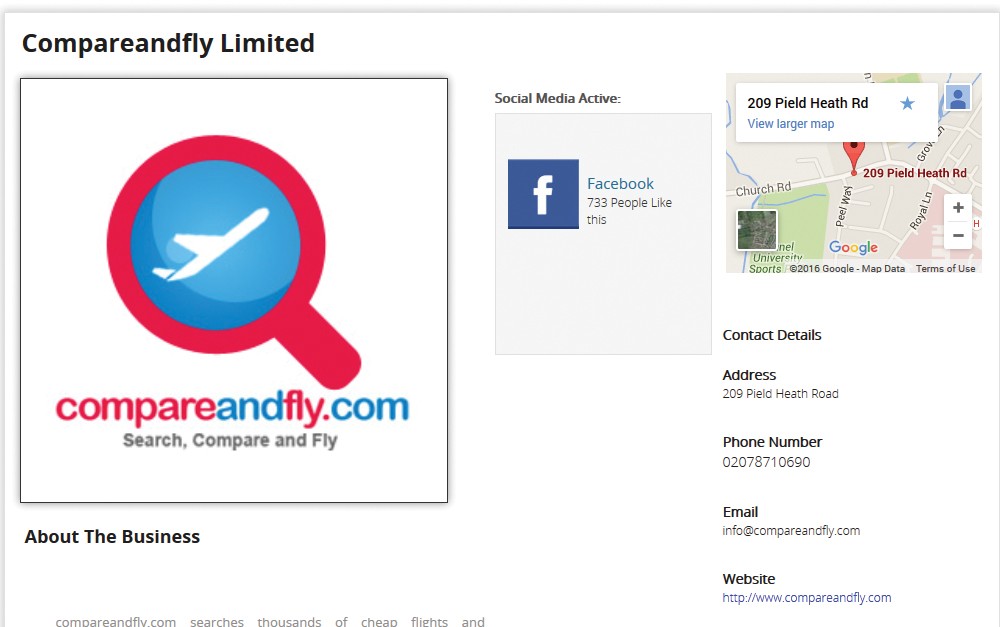 Compareandfly Limited
compareandfly.com
Search, Compare and Fly
About The Business
compareandfly.com searches thousands of cheap flights and
Social Media Active:
f
Facebook
733 People Like
this
209 Pield Heath Rd
View larger map
Grove Ln
209 Pield Heath Rd
Church Rd
Peel Way
Royal Ln
H
+
−
Google
University
Sports
©2016 Google - Map Data Terms of Use
Contact Details
Address
209 Pield Heath Road
Phone Number
02078710690
Email
info@compareandfly.com
Website
http://www.compareandfly.com